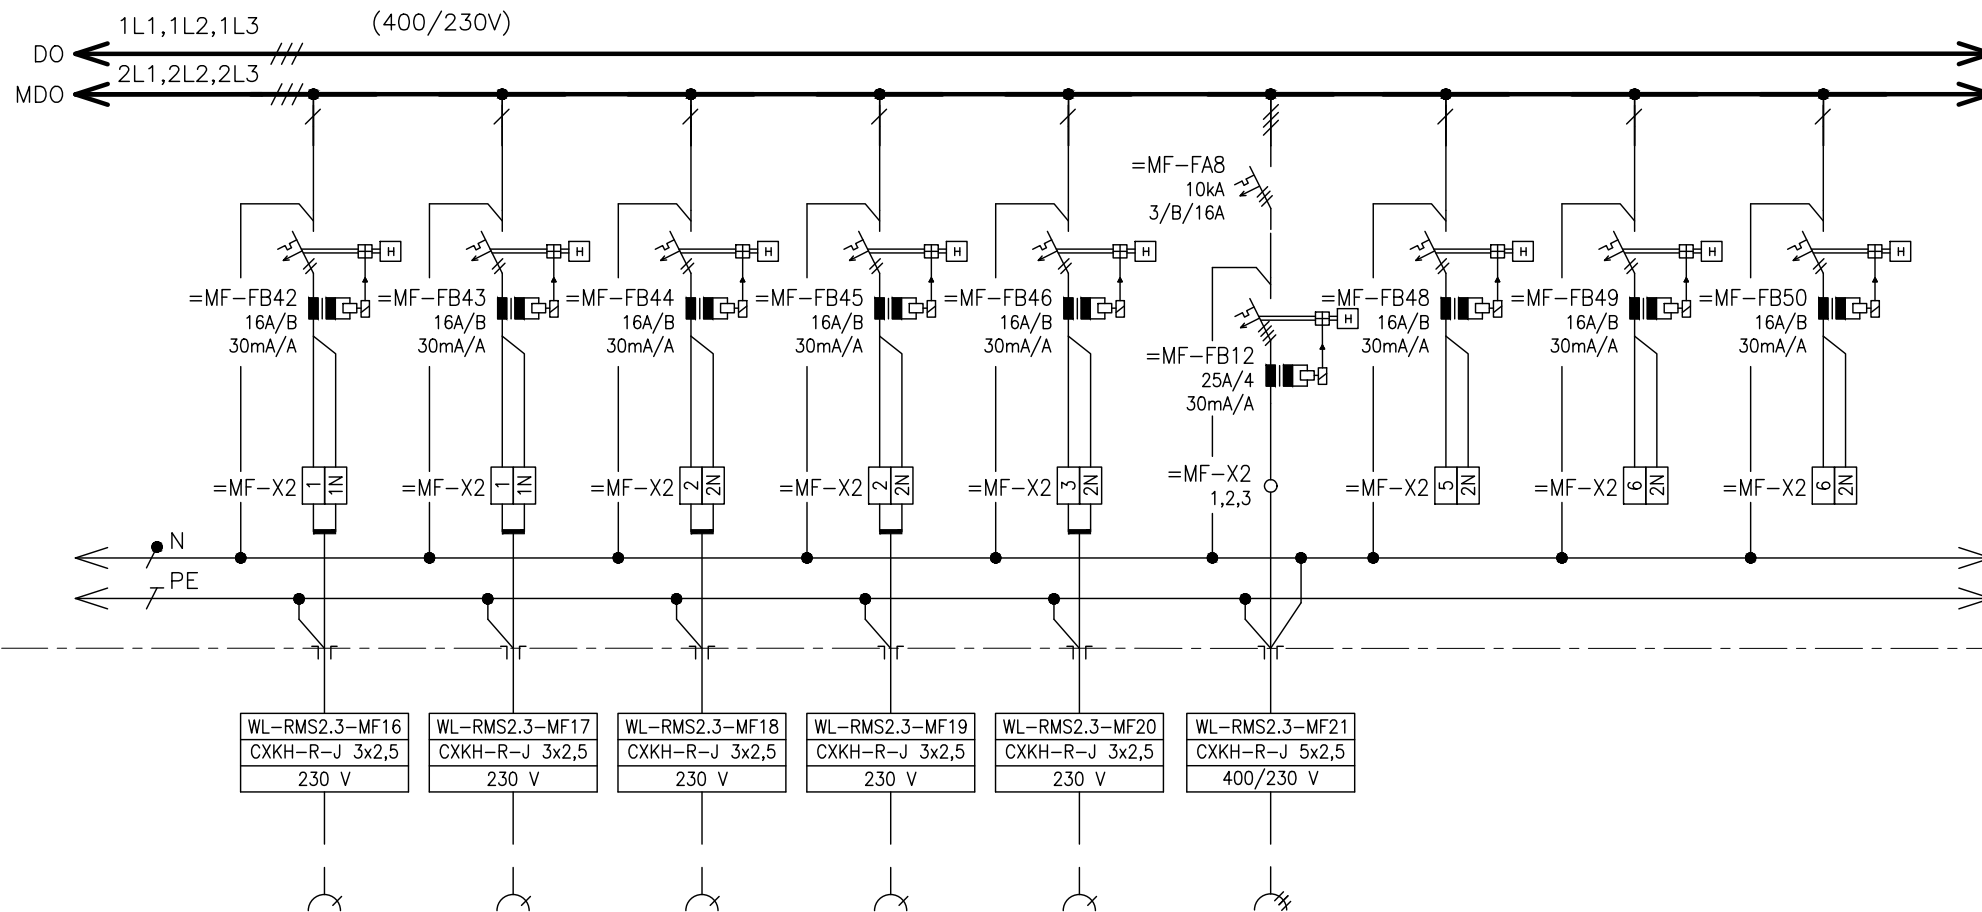 1L1,1L2,1L3 (400/230V)
DO
2L1,2L2,2L3
MDO
=MF-FA8
10kA
3/B/16A
H H H H H H H H
H
=MF-FB42 =MF-FB43 =MF-FB44 =MF-FB45 =MF-FB46 =MF-FB48 =MF-FB49 =MF-FB50
16A/B 16A/B 16A/B 16A/B 16A/B 16A/B 16A/B 16A/B
30mA/A 30mA/A 30mA/A 30mA/A 30mA/A 30mA/A 30mA/A 30mA/A
=MF-FB12
25A/4
30mA/A
=MF-X2 1 1N =MF-X2 1 1N =MF-X2 2 2N =MF-X2 2 2N =MF-X2 3 2N =MF-X2 5 2N =MF-X2 6 2N =MF-X2 6 2N
=MF-X2
1,2,3
N
PE
WL-RMS2.3-MF16 WL-RMS2.3-MF17 WL-RMS2.3-MF18 WL-RMS2.3-MF19 WL-RMS2.3-MF20 WL-RMS2.3-MF21
CXKH-R-J 3x2,5 CXKH-R-J 3x2,5 CXKH-R-J 3x2,5 CXKH-R-J 3x2,5 CXKH-R-J 3x2,5 CXKH-R-J 5x2,5
230 V 230 V 230 V 230 V 230 V 400/230 V